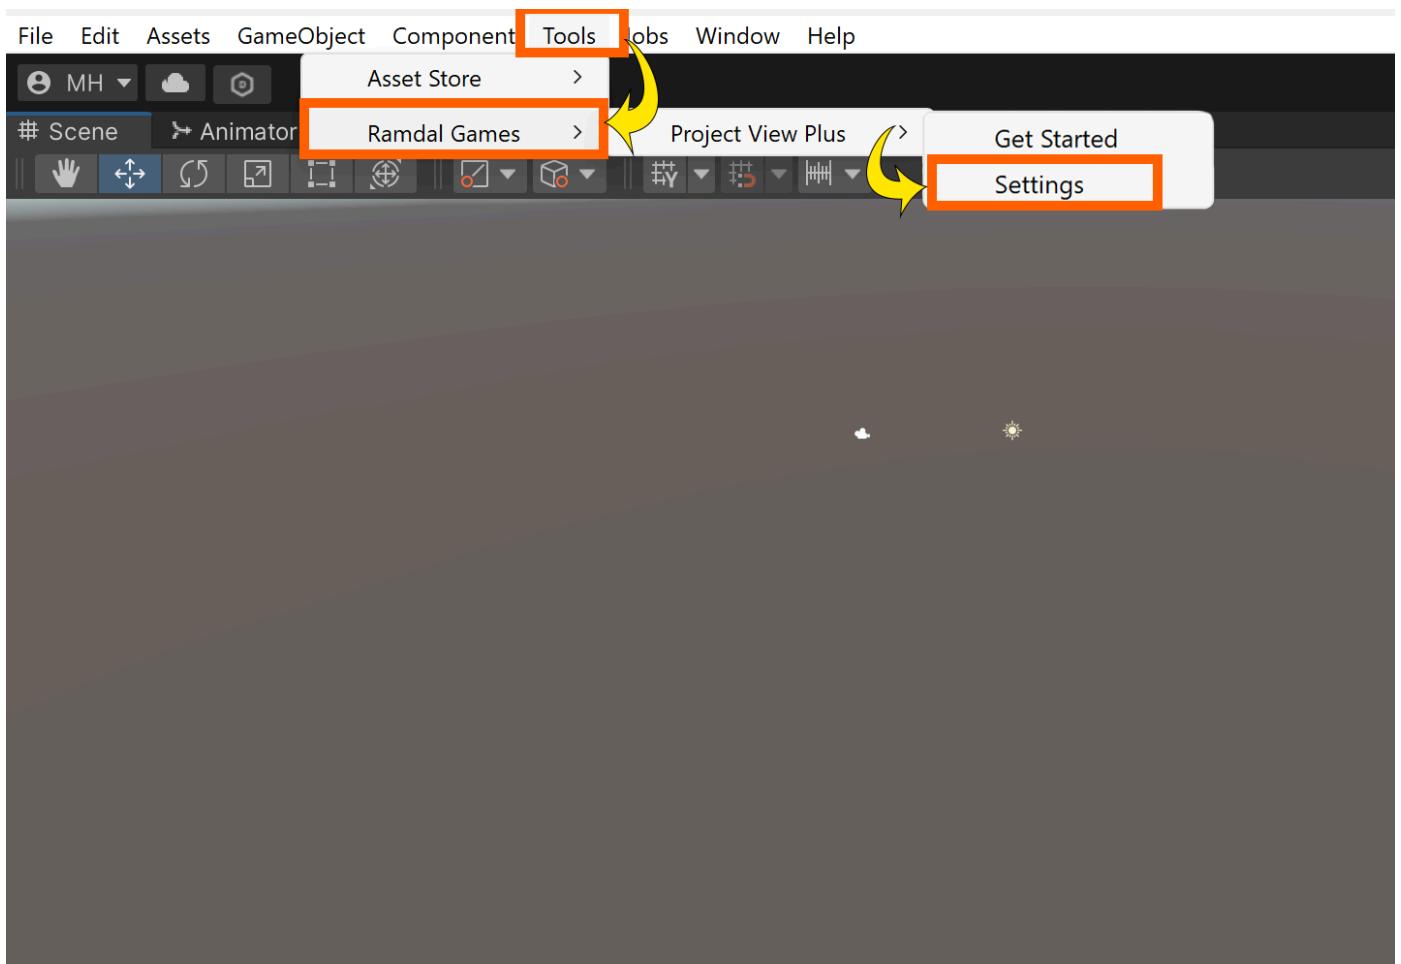 File Edit Assets GameObject Component Tools Jobs Window Help
MH
Asset Store
Scene
Animator
Ramdal Games
Project View Plus
Get Started
Settings